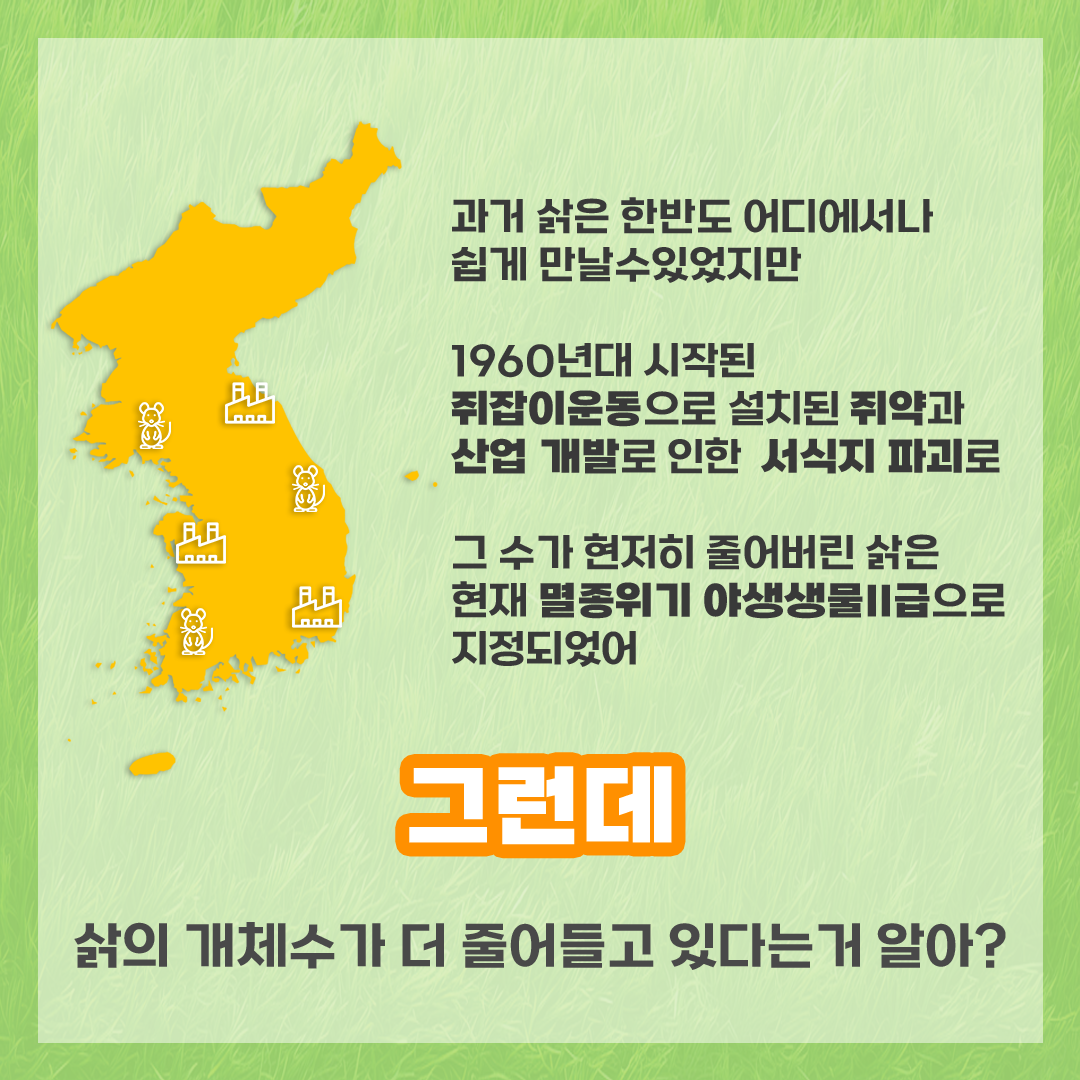 과거 삵은 한반도 어디에서나
쉽게 만날수있었지만
1960년대 시작된
쥐잡이운동으로 설치된 쥐약과
산업 개발로 인한 서식지 파괴로
그 수가 현저히 줄어버린 삵은
현재 멸종위기 야생생물II급으로
지정되었어
그런데
삵의 개체수가 더 줄어들고 있다는거 알아?